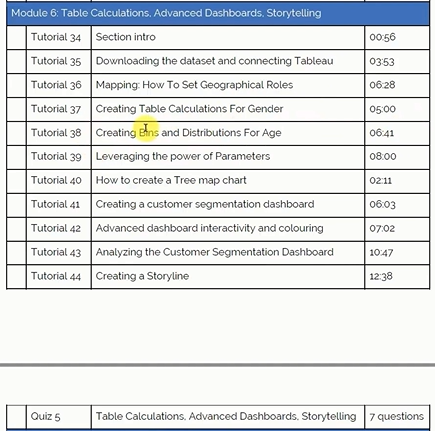 Module 6: Table Calculations, Advanced Dashboards, Storytelling
Tutorial 34 Section intro 00:56
Tutorial 35 Downloading the dataset and connecting Tableau 03:53
Tutorial 36 Mapping: How To Set Geographical Roles 06:28
Tutorial 37 Creating Table Calculations For Gender 05:00
Tutorial 38 Creating Bins and Distributions For Age 06:41
Tutorial 39 Leveraging the power of Parameters 08:00
Tutorial 40 How to create a Tree map chart 02:11
Tutorial 41 Creating a customer segmentation dashboard 06:03
Tutorial 42 Advanced dashboard interactivity and colouring 07:02
Tutorial 43 Analyzing the Customer Segmentation Dashboard 10:47
Tutorial 44 Creating a Storyline 12:38
Quiz 5 Table Calculations, Advanced Dashboards, Storytelling 7 questions